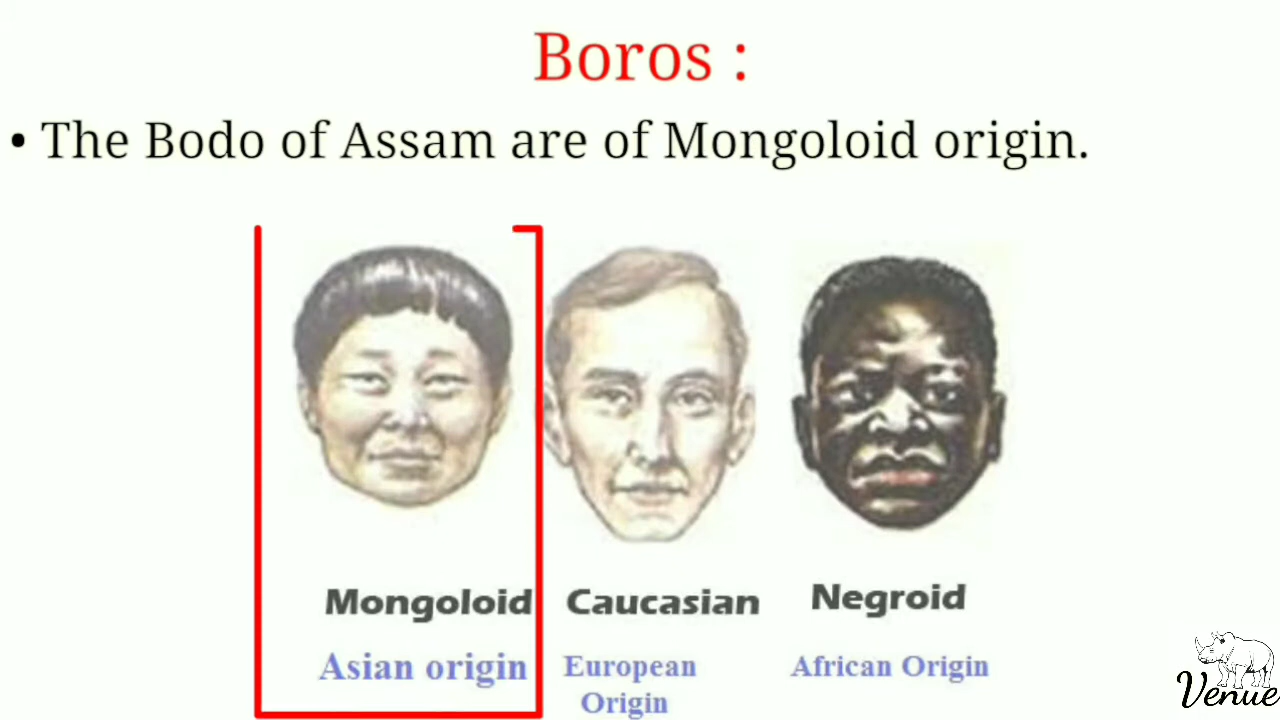 Boros :
• The Bodo of Assam are of Mongoloid origin.
Mongoloid Caucasian Negroid
Asian origin European Origin African Origin
Venue